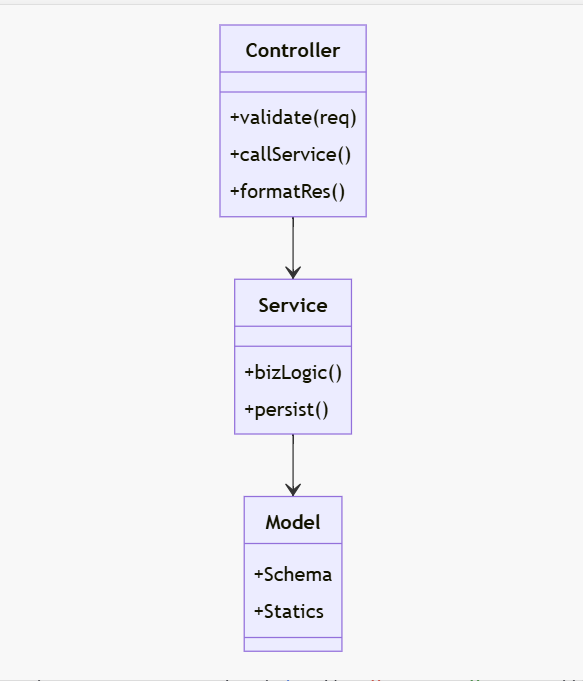 Controller
+validate(req)
+callService()
+formatRes()
Service
+bizLogic()
+persist()
Model
+Schema
+Statics